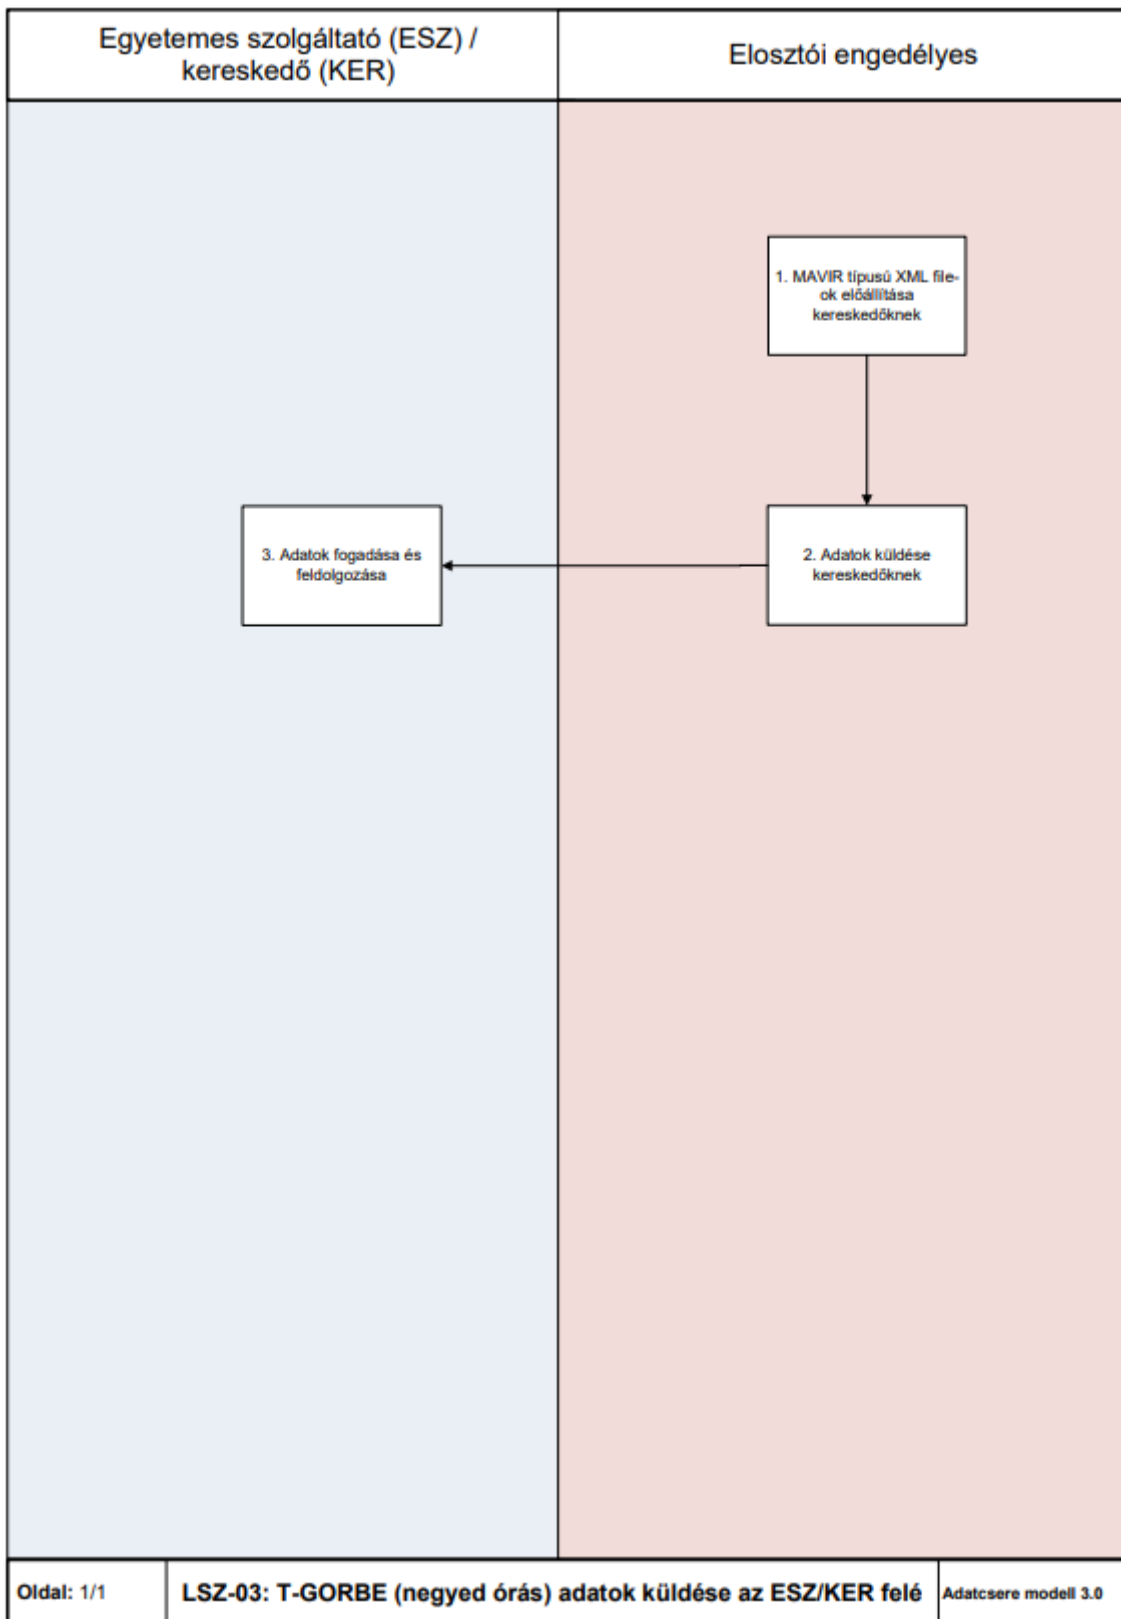 Egyetemes szolgáltató (ESZ) /
kereskedő (KER)
Elosztói engedélyes
1. MAVIR típusú XML file-
ok előállítása
kereskedőknek
3. Adatok fogadása és
feldolgozása
2. Adatok küldése
kereskedőknek
Oldal: 1/1
LSZ-03: T-GORBE (negyed órás) adatok küldése az ESZ/KER felé
Adatcsere modell 3.0